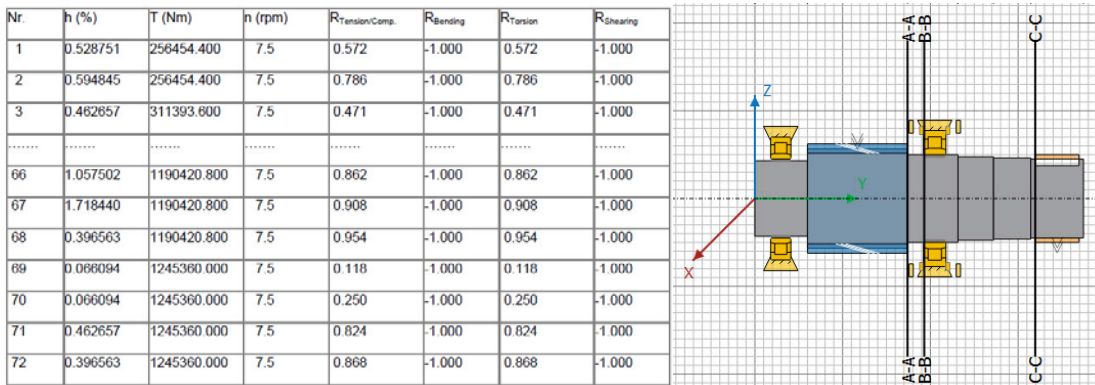 Nr. h (%) T (Nm) n (rpm) RTension/Comp. RBending RTorsion RShearing
1 0.528751 256454.400 7.5 0.572 -1.000 0.572 -1.000
2 0.594845 256454.400 7.5 0.786 -1.000 0.786 -1.000
3 0.462657 311393.600 7.5 0.471 -1.000 0.471 -1.000
....... ....... ...... ...... ....... ...... .......
66 1.057502 1190420.800 7.5 0.862 -1.000 0.862 -1.000
67 1.718440 1190420.800 7.5 0.908 -1.000 0.908 -1.000
68 0.396563 1190420.800 7.5 0.954 -1.000 0.954 -1.000
69 0.066094 1245360.000 7.5 0.118 -1.000 0.118 -1.000
70 0.066094 1245360.000 7.5 0.250 -1.000 0.250 -1.000
71 0.462657 1245360.000 7.5 0.824 -1.000 0.824 -1.000
72 0.396563 1245360.000 7.5 0.868 -1.000 0.868 -1.000
A-A
B-B
C-C
Z
Y
X
A-A
B-B
C-C